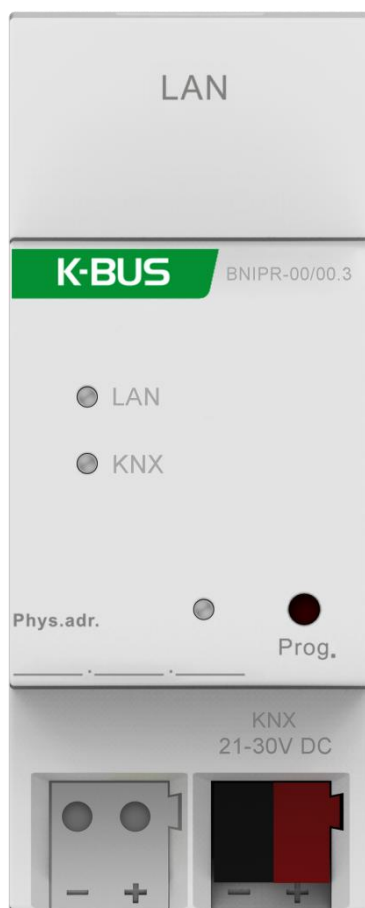 LAN
K-BUS BNIPR-00/00.3
LAN
KNX
Phys.adr.
Prog.
KNX
21-30V DC
- + - +